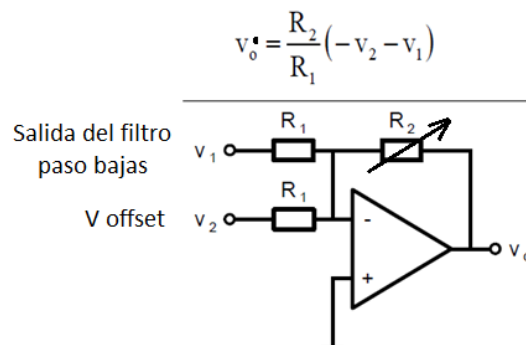 v₀ = R₂/R₁ (-v₂ - v₁)
Salida del filtro
paso bajas
V offset
v₁
R₁
R₂
v₂
R₁
-
+
v₀